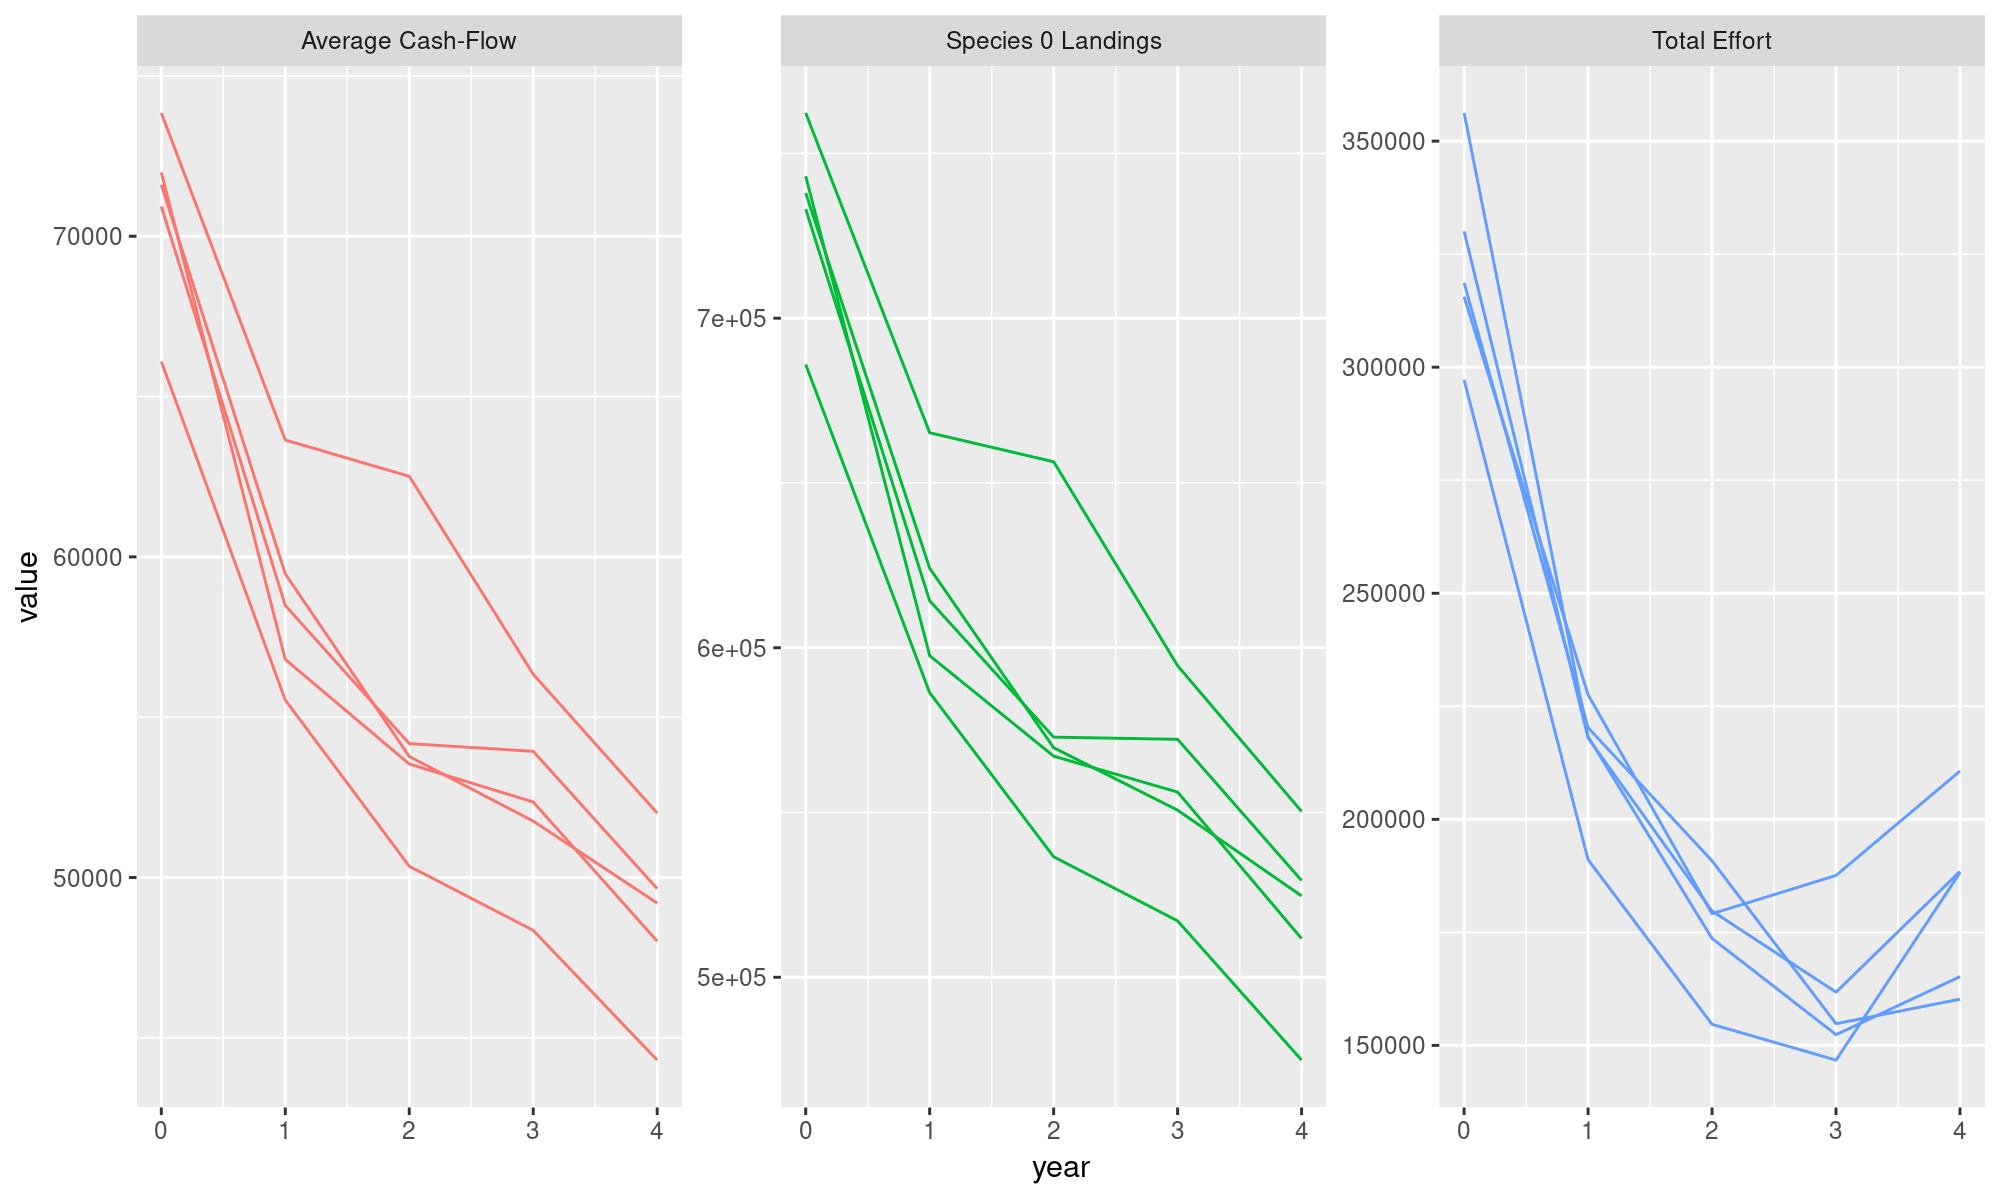 Average Cash-Flow
Species 0 Landings
Total Effort
value
70000
60000
50000
7e+05
6e+05
5e+05
350000
300000
250000
200000
150000
0 1 2 3 4
0 1 2 3 4
0 1 2 3 4
year